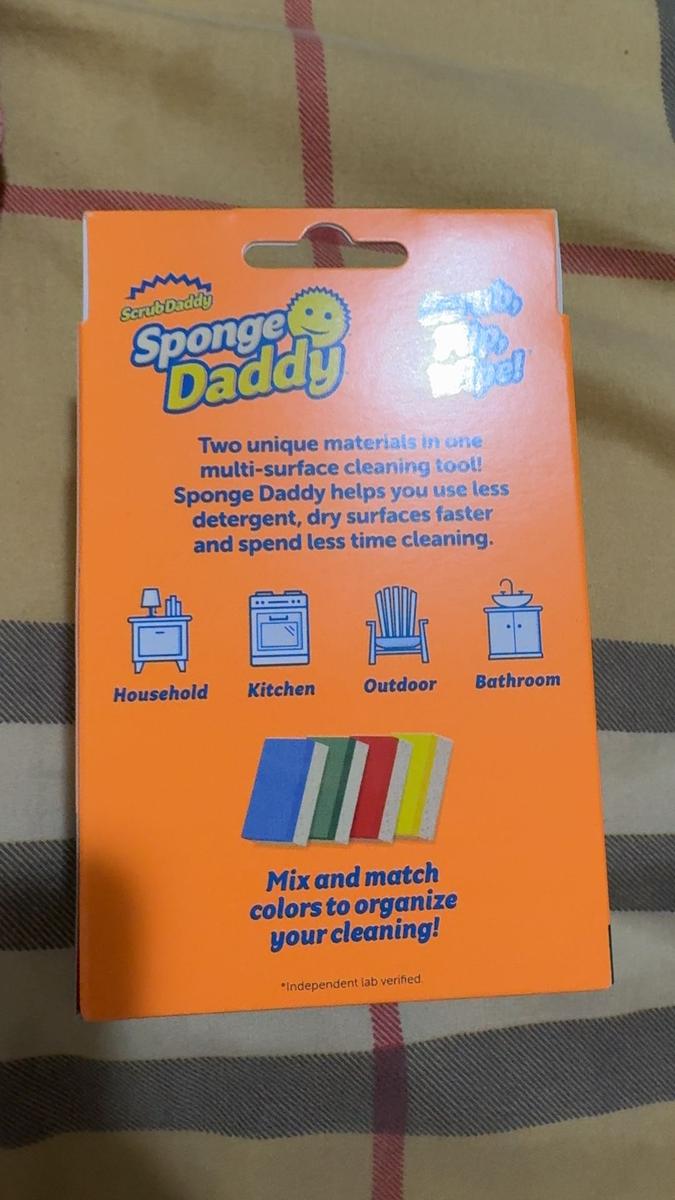 ScrubDaddy
Sponge
Daddy
Two unique materials in one
multi-surface cleaning tool!
Sponge Daddy helps you use less
detergent, dry surfaces faster
and spend less time cleaning.
Household Kitchen Outdoor Bathroom
Mix and match
colors to organize
your cleaning!
*Independent lab verified.